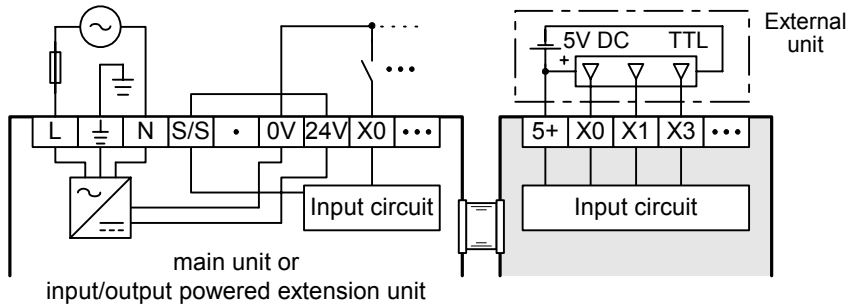 External
unit
5V DC TTL
+
L ⏚ N S/S • 0V 24V X0 •••
5+ X0 X1 X3 •••
Input circuit
Input circuit
main unit or
input/output powered extension unit